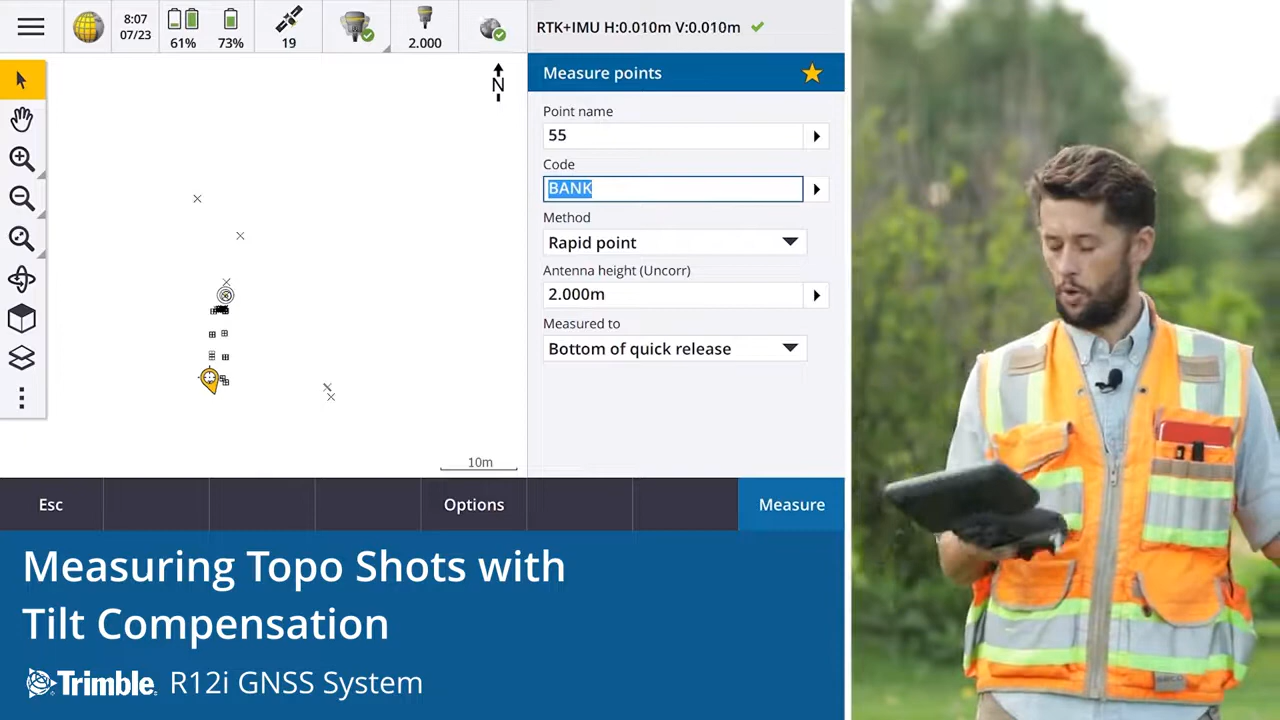 8:07
07/23
61%
73%
19
2.000
RTK+IMU H:0.010m V:0.010m
Measure points
N
Point name
55
Code
BANK
Method
Rapid point
Antenna height (Uncorr)
2.000m
Measured to
Bottom of quick release
10m
Esc
Options
Measure
Measuring Topo Shots with
Tilt Compensation
Trimble. R12i GNSS System